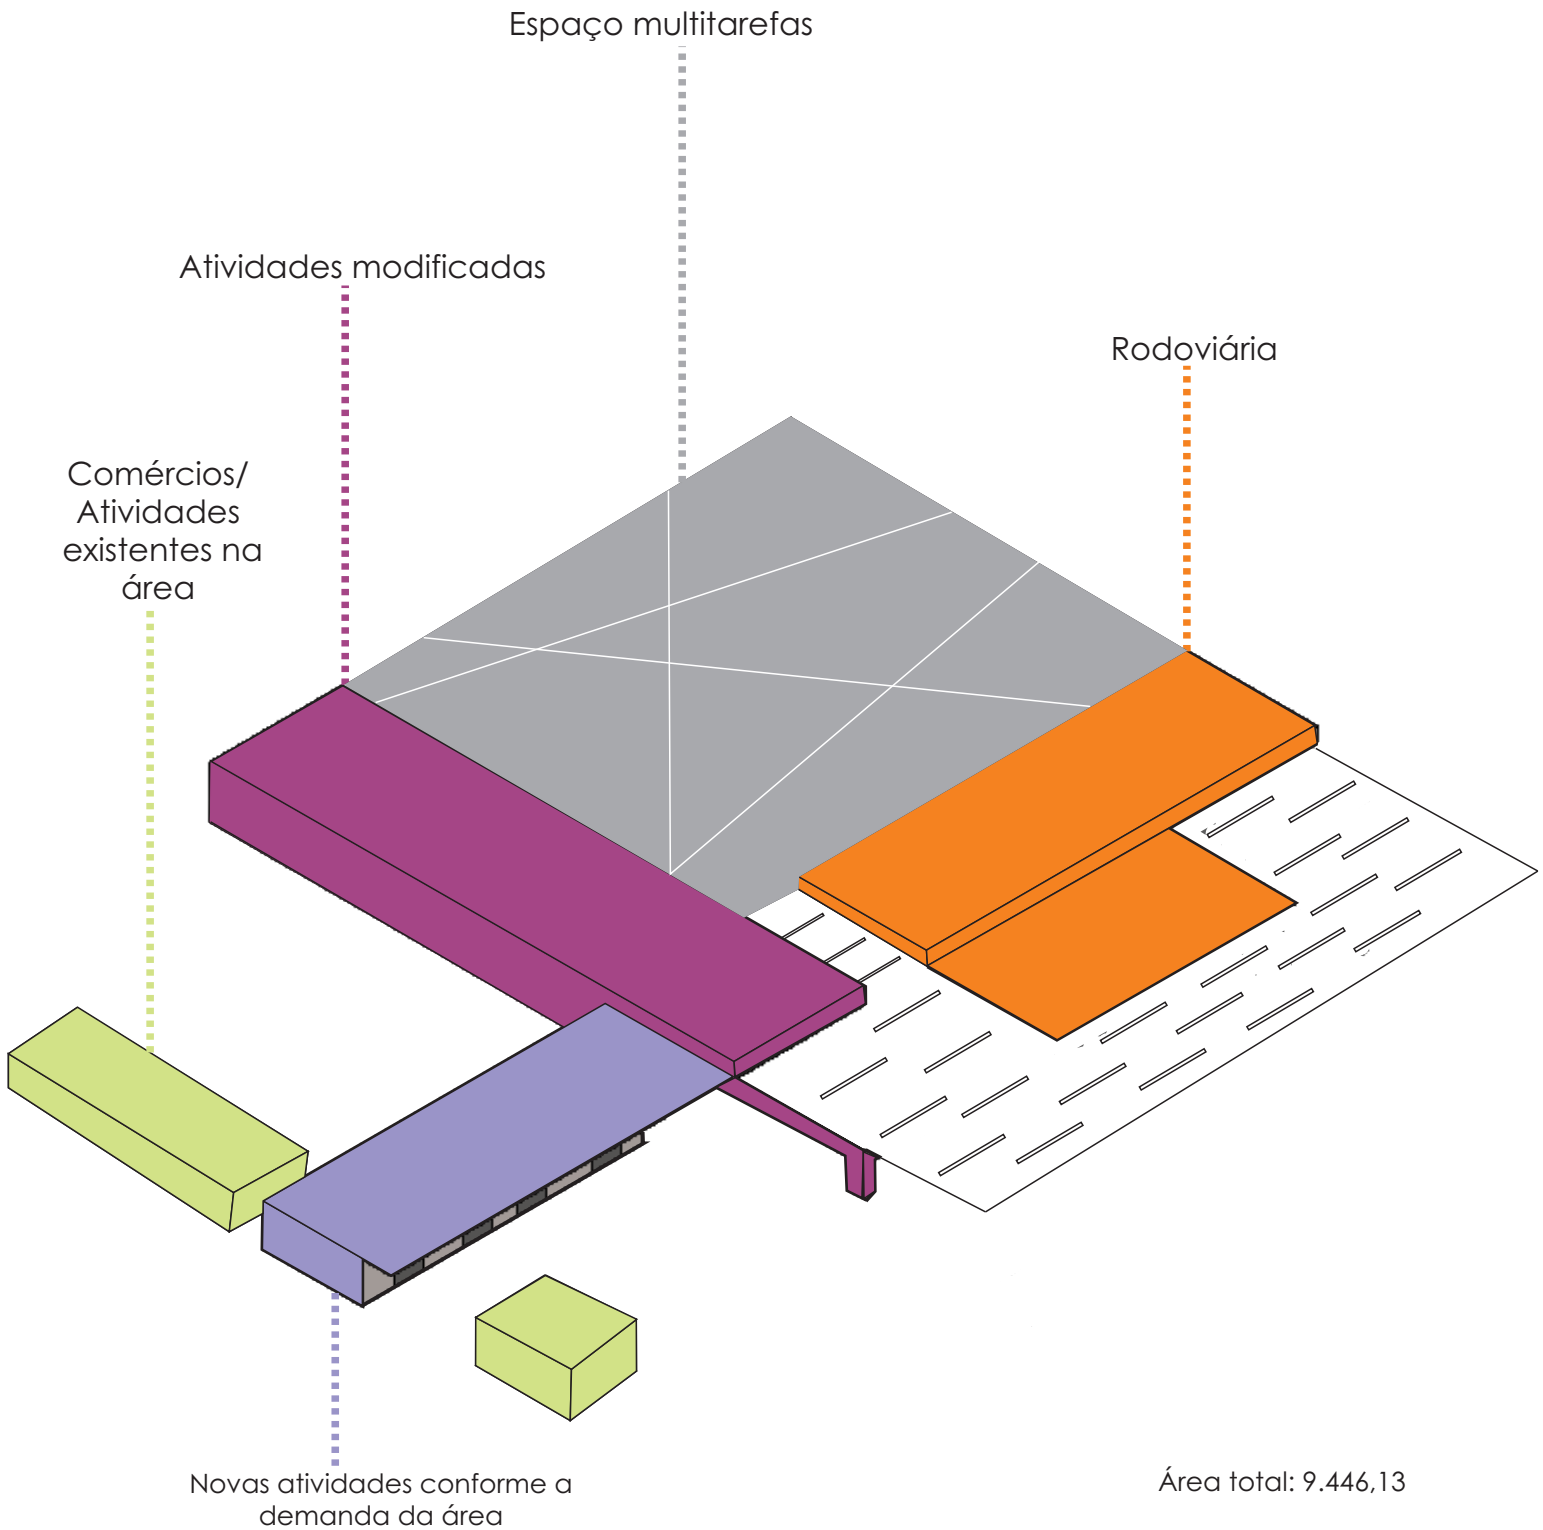 Espaço multitarefas
Atividades modificadas
Rodoviária
Comércios/
Atividades
existentes na
área
Novas atividades conforme a
demanda da área
Área total: 9.446,13